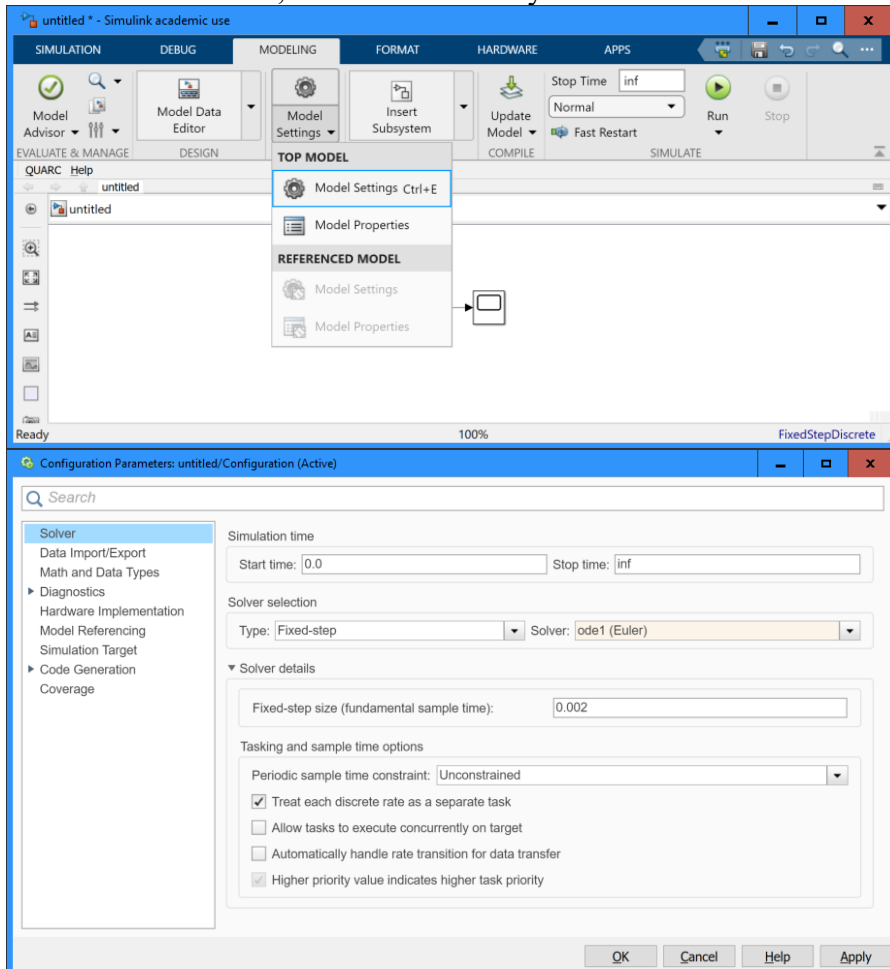 untitled * - Simulink academic use
SIMULATION DEBUG MODELING FORMAT HARDWARE APPS
Model Advisor
Model Data Editor
Model Settings
Insert Subsystem
Update Model
Stop Time inf
Normal
Fast Restart
Run
Stop
EVALUATE & MANAGE DESIGN COMPILE SIMULATE
QUARC Help
untitled
untitled
TOP MODEL
Model Settings Ctrl+E
Model Properties
REFERENCED MODEL
Model Settings
Model Properties
Ready 100% FixedStepDiscrete
Configuration Parameters: untitled/Configuration (Active)
Search
Solver
Data Import/Export
Math and Data Types
Diagnostics
Hardware Implementation
Model Referencing
Simulation Target
Code Generation
Coverage
Simulation time
Start time: 0.0 Stop time: inf
Solver selection
Type: Fixed-step Solver: ode1 (Euler)
Solver details
Fixed-step size (fundamental sample time): 0.002
Tasking and sample time options
Periodic sample time constraint: Unconstrained
Treat each discrete rate as a separate task
Allow tasks to execute concurrently on target
Automatically handle rate transition for data transfer
Higher priority value indicates higher task priority
OK Cancel Help Apply